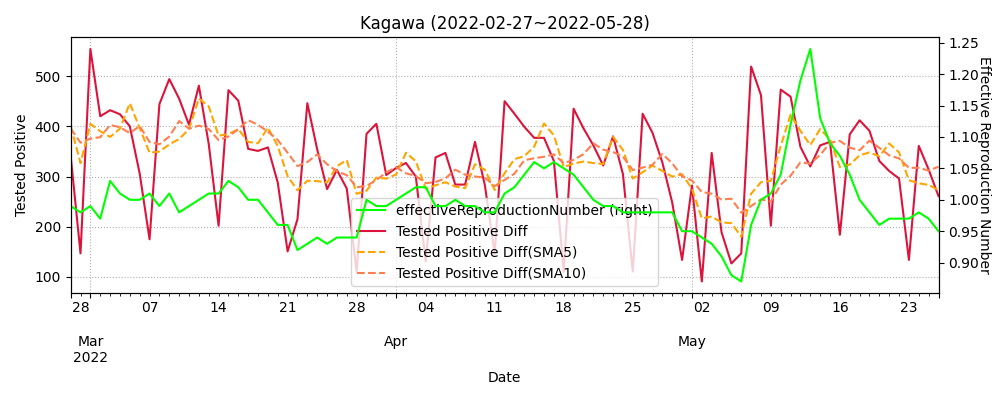 Kagawa (2022-02-27~2022-05-28)
Tested Positive
500
400
300
200
100
1.25
1.20
1.15
1.10
1.05
1.00
0.95
0.90
Effective Reproduction Number
effectiveReproductionNumber (right)
Tested Positive Diff
Tested Positive Diff(SMA5)
Tested Positive Diff(SMA10)
28 07 14 21 28 04 11 18 25 02 09 16 23
Mar Apr May
2022
Date